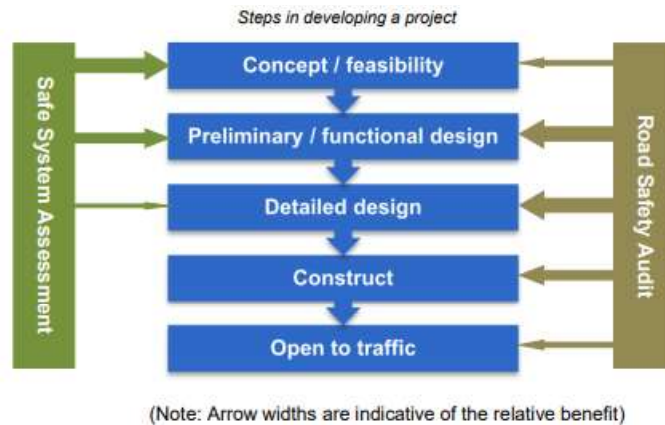 Steps in developing a project
Safe System Assessment
Concept / feasibility
Preliminary / functional design
Detailed design
Construct
Open to traffic
Road Safety Audit
(Note: Arrow widths are indicative of the relative benefit)